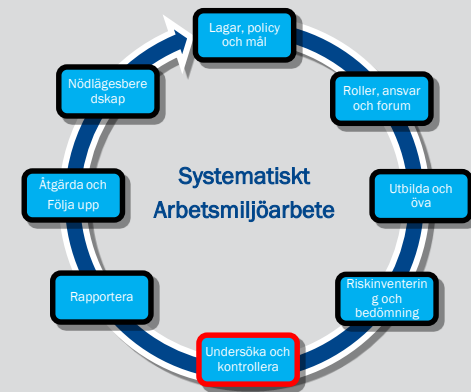 Lagar, policy
och mål
Roller, ansvar
och forum
Utbilda och
öva
Riskinventerin
g och
bedömning
Undersöka och
kontrollera
Rapportera
Åtgärda och
Följa upp
Nödlägesbere
dskap
Systematiskt
Arbetsmiljöarbete